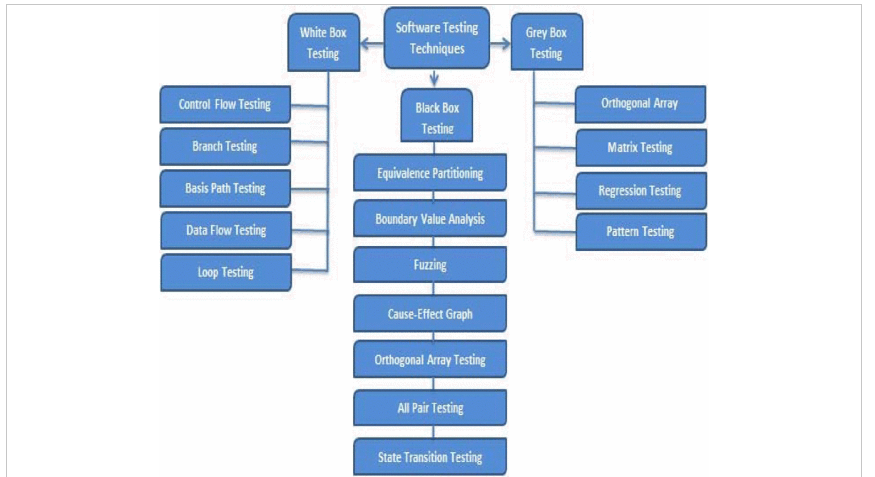 Software Testing
Techniques
White Box
Testing
Control Flow Testing
Branch Testing
Basis Path Testing
Data Flow Testing
Loop Testing
Black Box
Testing
Equivalence Partitioning
Boundary Value Analysis
Fuzzing
Cause-Effect Graph
Orthogonal Array Testing
All Pair Testing
State Transition Testing
Grey Box
Testing
Orthogonal Array
Matrix Testing
Regression Testing
Pattern Testing